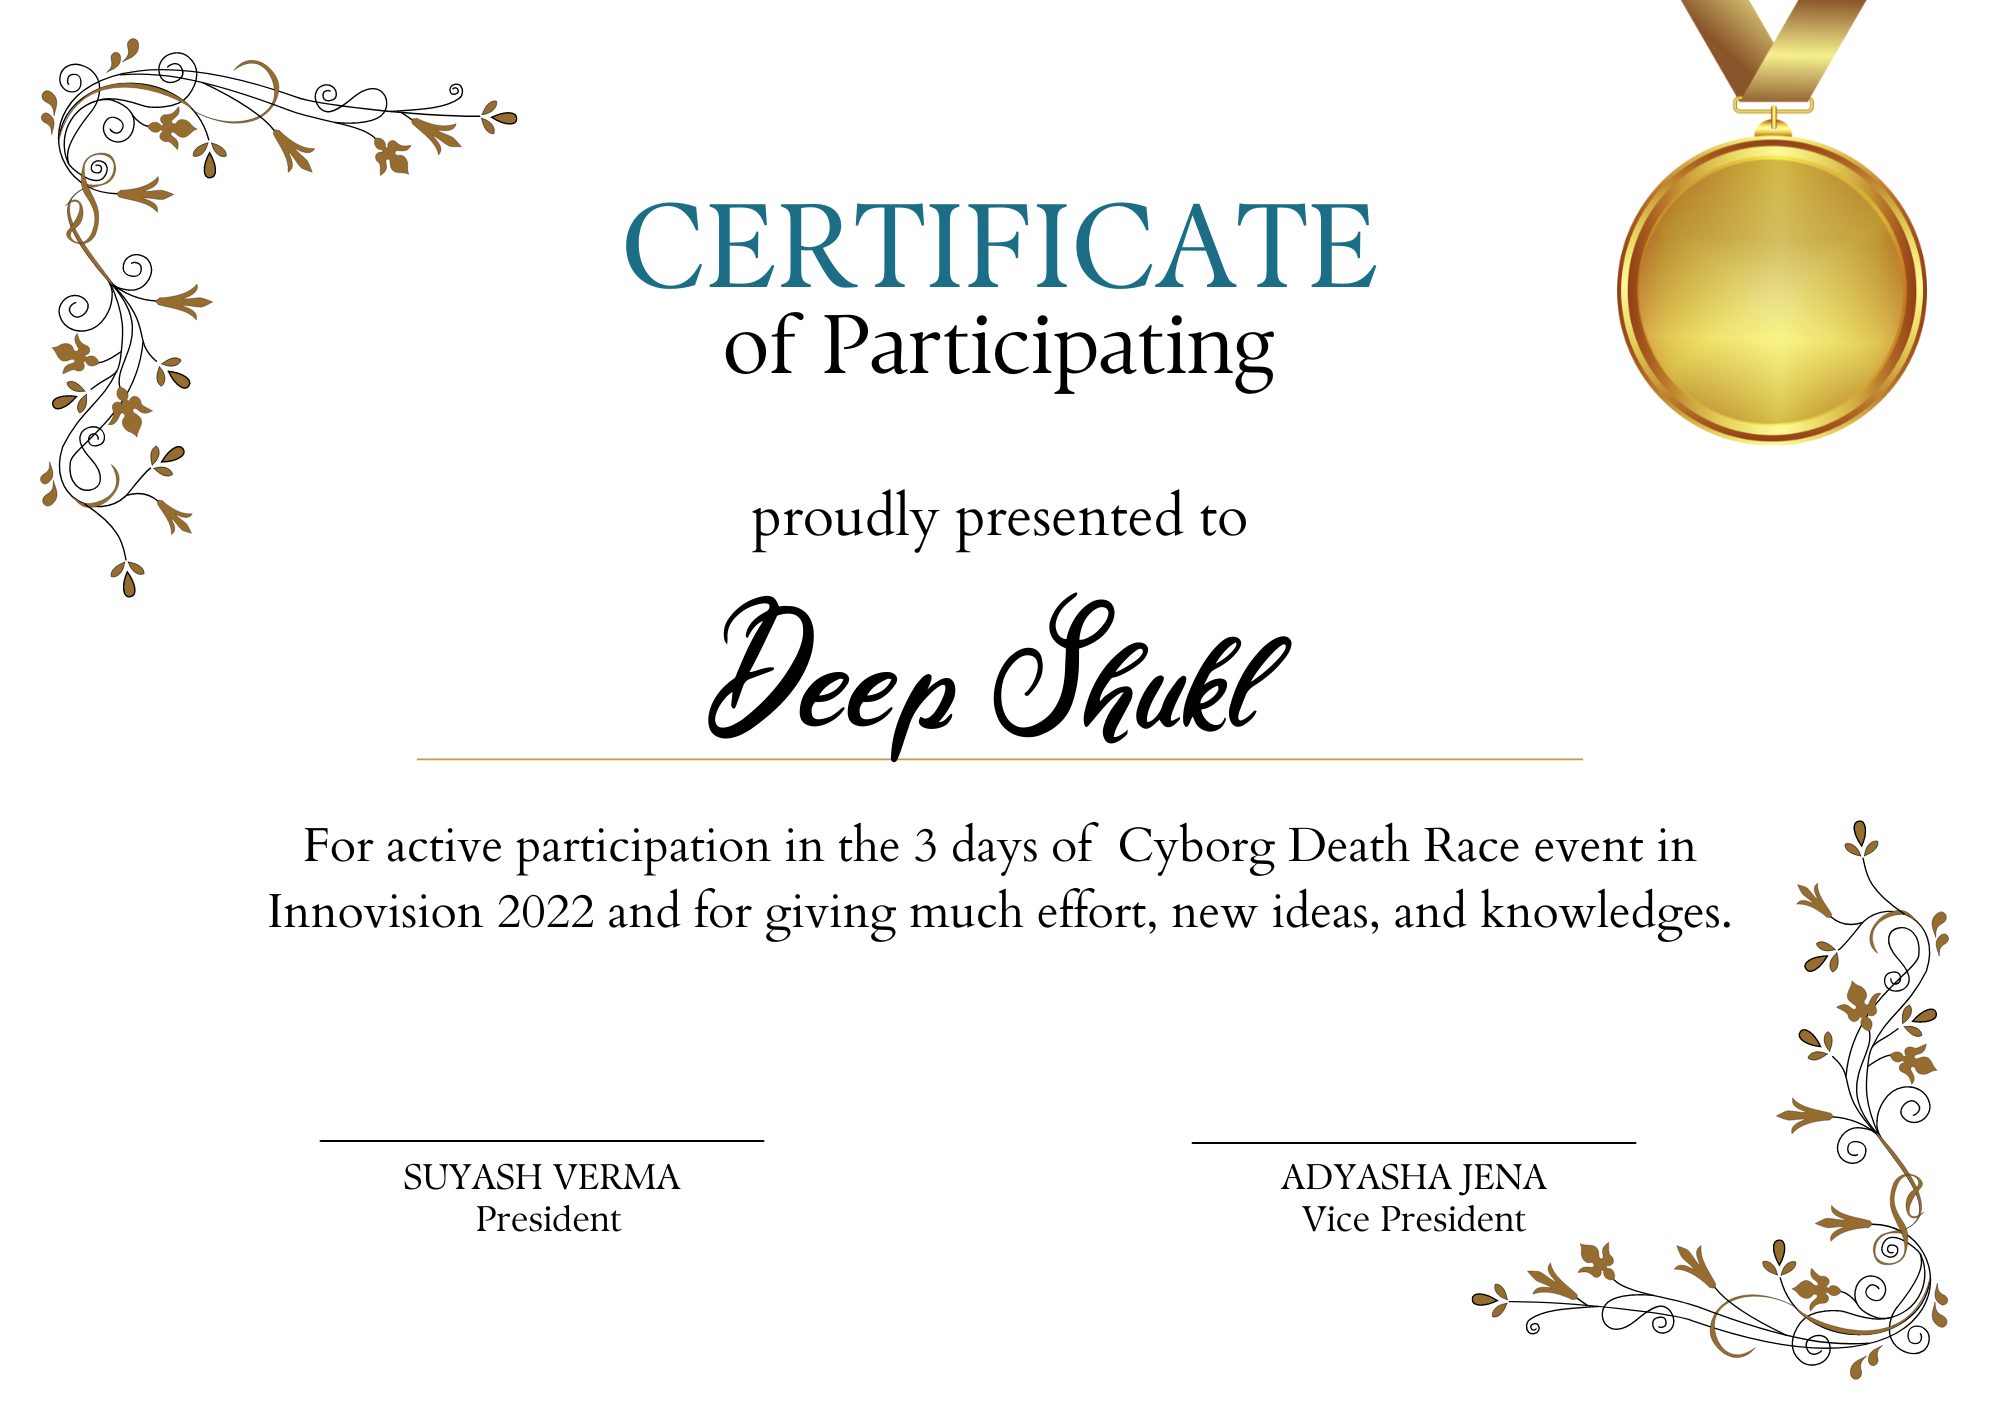 CERTIFICATE
of Participating
proudly presented to
Deep Shukl
For active participation in the 3 days of Cyborg Death Race event in
Innovision 2022 and for giving much effort, new ideas, and knowledges.
SUYASH VERMA
President
ADYASHA JENA
Vice President